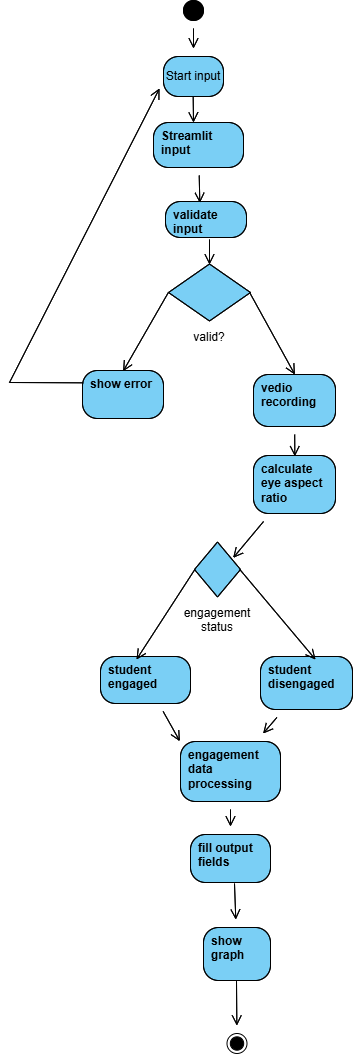 Start input
Streamlit
input
validate
input
valid?
show error
vedio
recording
calculate
eye aspect
ratio
engagement
status
student
engaged
student
disengaged
engagement
data
processing
fill output
fields
show
graph